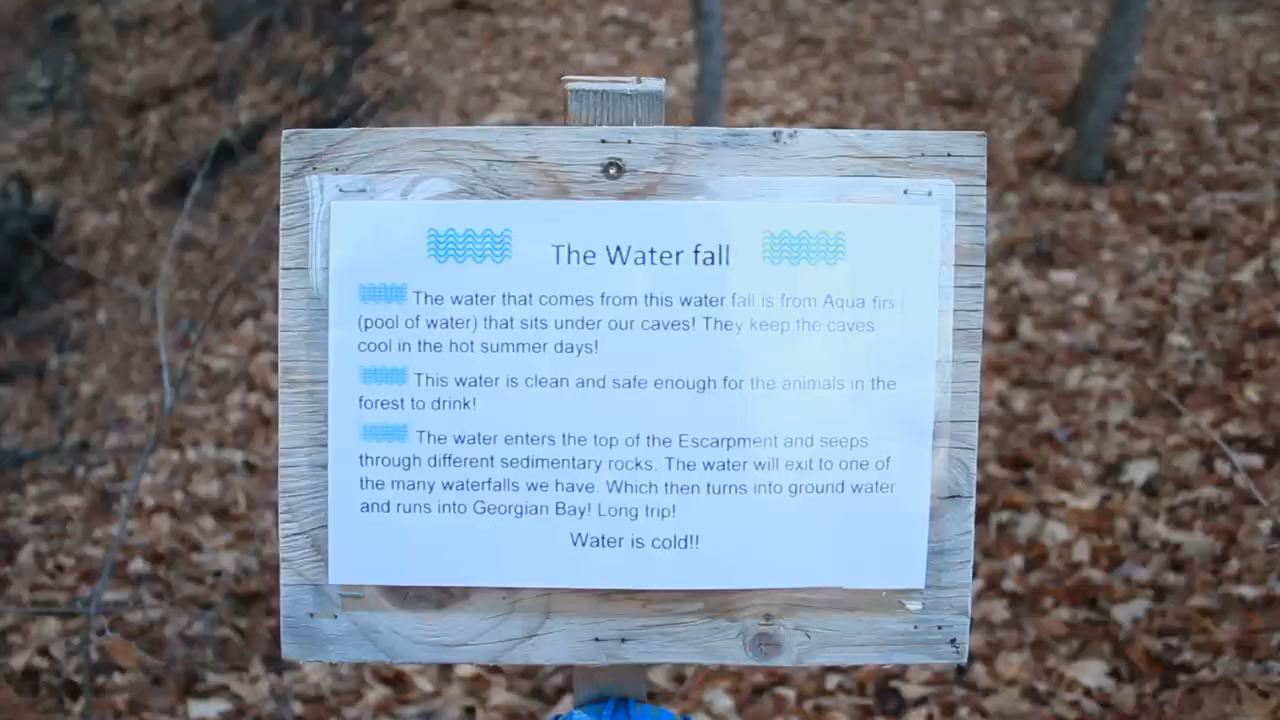 The Water fall
The water that comes from this water fall is from Aqua firs
(pool of water) that sits under our caves! They keep the caves
cool in the hot summer days!
This water is clean and safe enough for the animals in the
forest to drink!
The water enters the top of the Escarpment and seeps
through different sedimentary rocks. The water will exit to one of
the many waterfalls we have. Which then turns into ground water
and runs into Georgian Bay! Long trip!
Water is cold!!